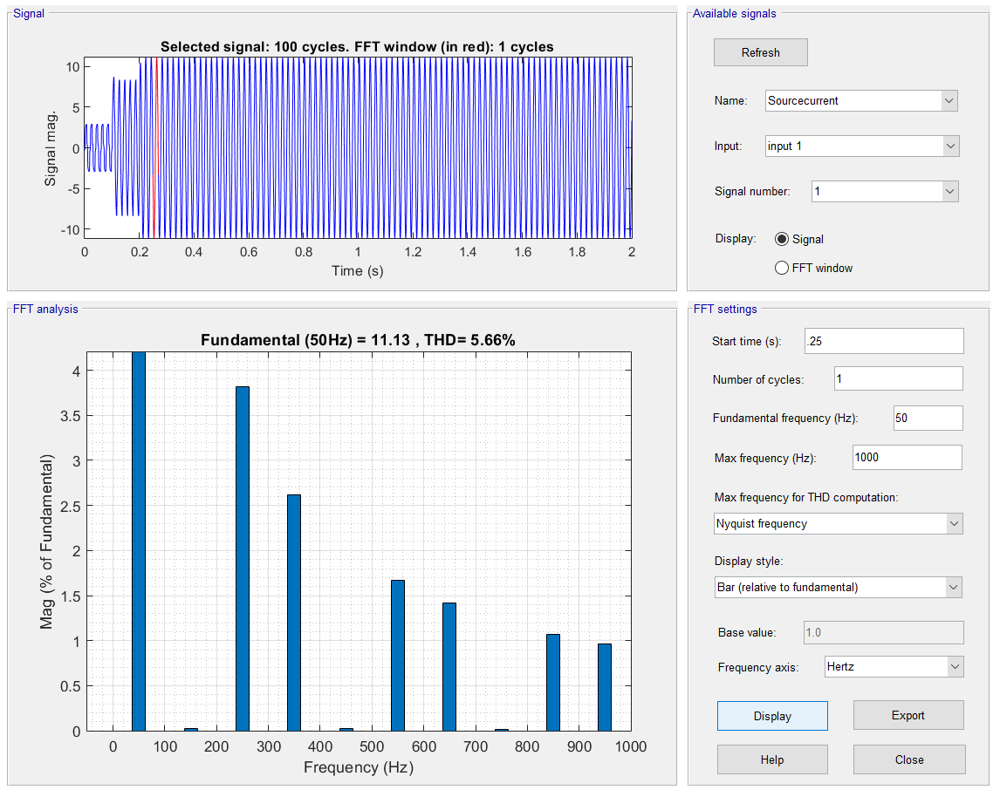 Signal
Selected signal: 100 cycles. FFT window (in red): 1 cycles
10
5
0
-5
-10
Signal mag.
0 0.2 0.4 0.6 0.8 1 1.2 1.4 1.6 1.8 2
Time (s)
Available signals
Refresh
Name: Sourcecurrent
Input: input 1
Signal number: 1
Display: Signal
FFT window
FFT analysis
Fundamental (50Hz) = 11.13 , THD= 5.66%
4
3.5
3
2.5
2
1.5
1
0.5
0
Mag (% of Fundamental)
0 100 200 300 400 500 600 700 800 900 1000
Frequency (Hz)
FFT settings
Start time (s): .25
Number of cycles: 1
Fundamental frequency (Hz): 50
Max frequency (Hz): 1000
Max frequency for THD computation:
Nyquist frequency
Display style:
Bar (relative to fundamental)
Base value: 1.0
Frequency axis: Hertz
Display Export
Help Close